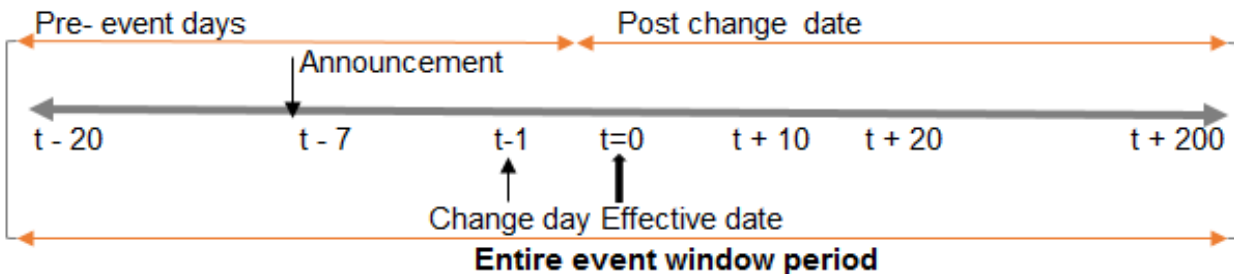 Pre- event days Post change date
Announcement
t - 20 t - 7 t-1 t=0 t + 10 t + 20 t + 200
Change day Effective date
Entire event window period